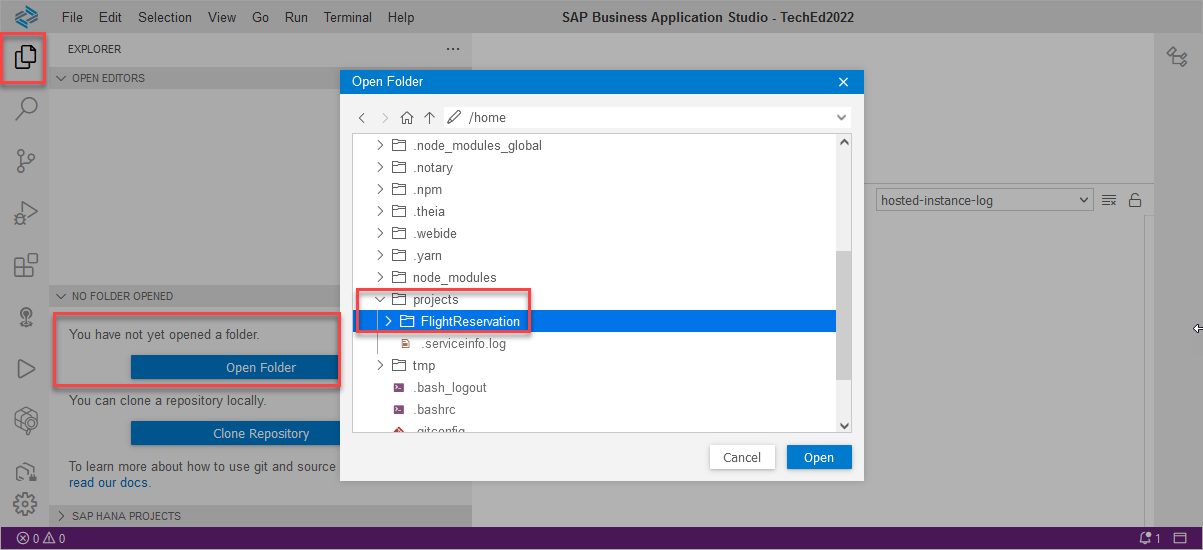 File Edit Selection View Go Run Terminal Help SAP Business Application Studio - TechEd2022
EXPLORER ...
OPEN EDITORS
NO FOLDER OPENED
You have not yet opened a folder.
Open Folder
You can clone a repository locally.
Clone Repository
To learn more about how to use git and source
read our docs.
SAP HANA PROJECTS
Open Folder
/home
.node_modules_global
.notary
.npm
.theia
.webide
.yarn
node_modules
projects
FlightReservation
.serviceinfo.log
tmp
.bash_logout
.bashrc
.gitconfig
Cancel Open
hosted-instance-log
0 0 1